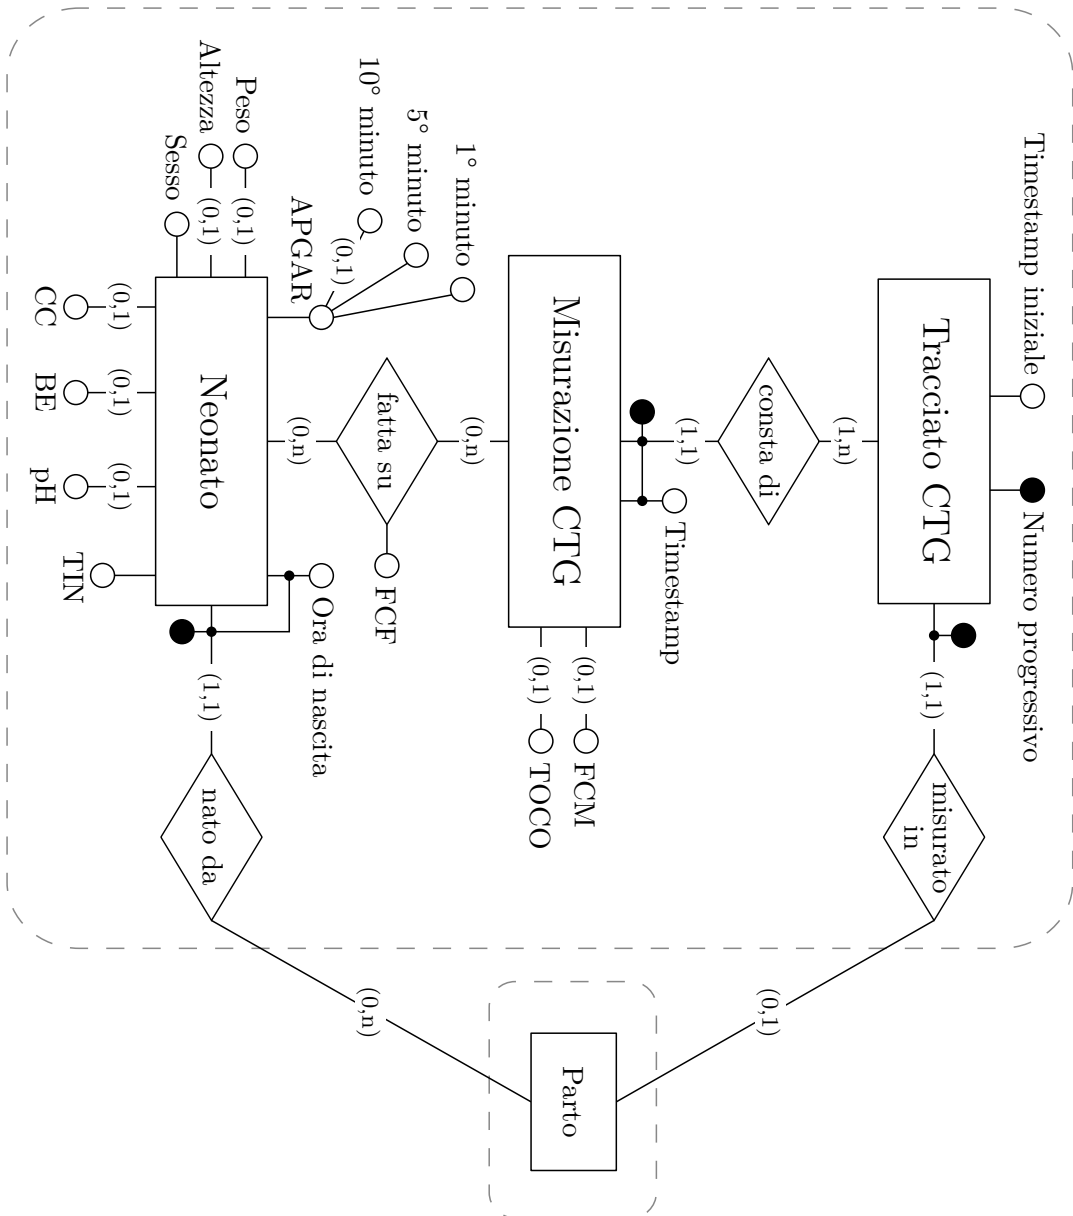 Timestamp iniziale
Numero progressivo
Tracciato CTG
(1,1)
misurato
in
(1,n)
consta di
(0,1)
(1,1)
Timestamp
Misurazione CTG
(0,1)
FCM
(0,1)
TOCO
Parto
(0,n)
1° minuto
5° minuto
10° minuto
(0,1)
APGAR
fatta su
FCF
(0,n)
(0,n)
Ora di nascita
Peso
(0,1)
Altezza
(0,1)
Sesso
Neonato
(1,1)
nato da
(0,1)
(0,1)
(0,1)
CC
BE
pH
TIN